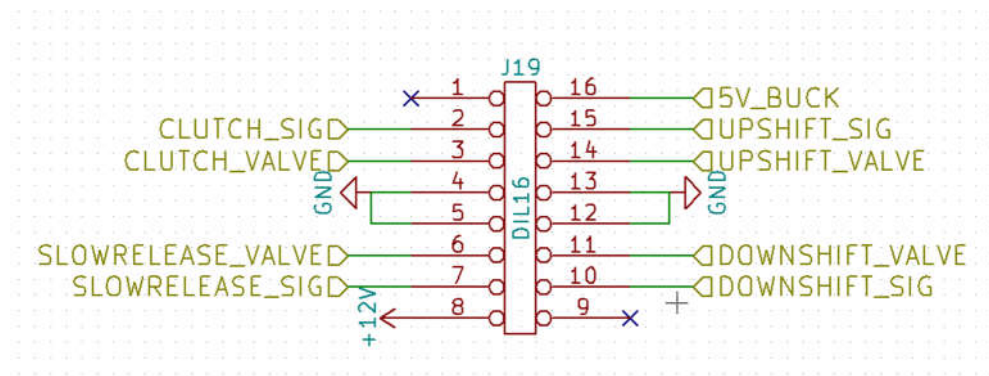 J19
1 16 5V_BUCK
CLUTCH_SIG 2 15 UPSHIFT_SIG
CLUTCH_VALVE 3 14 UPSHIFT_VALVE
GND 4 13 GND
5 12
DIL16
SLOWRELEASE_VALVE 6 11 DOWNSHIFT_VALVE
SLOWRELEASE_SIG 7 10 DOWNSHIFT_SIG
+12V 8 9